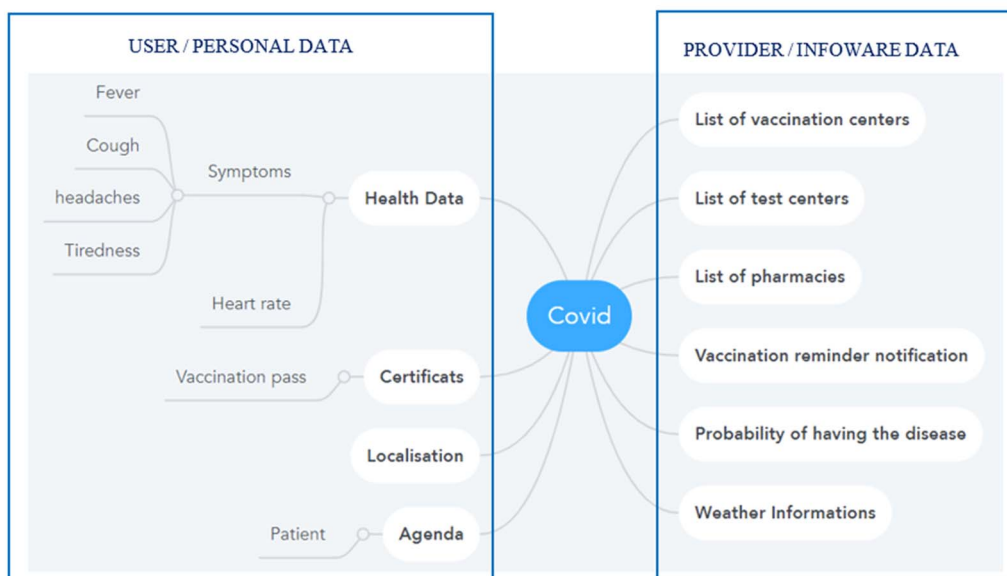 USER / PERSONAL DATA
Fever
Cough
headaches
Tiredness
Symptoms
Heart rate
Health Data
Vaccination pass
Certificats
Localisation
Patient
Agenda
Covid
PROVIDER / INFOWARE DATA
List of vaccination centers
List of test centers
List of pharmacies
Vaccination reminder notification
Probability of having the disease
Weather Informations